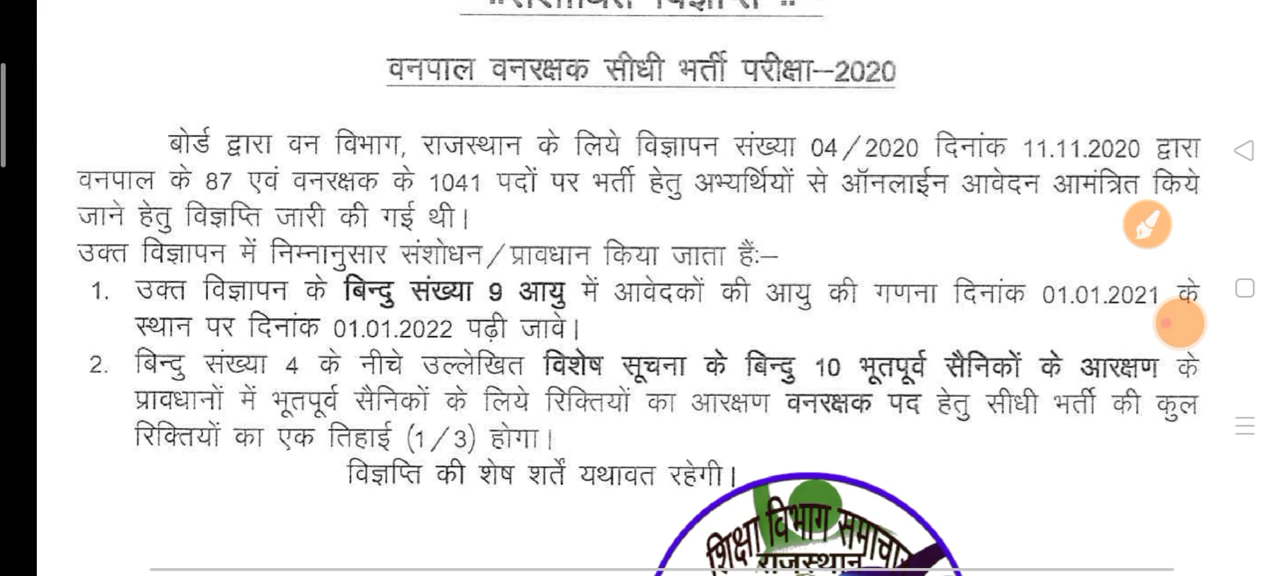 वनपाल वनरक्षक सीधी भर्ती परीक्षा–2020
बोर्ड द्वारा वन विभाग, राजस्थान के लिये विज्ञापन संख्या 04/2020 दिनांक 11.11.2020 द्वारा
वनपाल के 87 एवं वनरक्षक के 1041 पदों पर भर्ती हेतु अभ्यर्थियों से ऑनलाईन आवेदन आमंत्रित किये
जाने हेतु विज्ञप्ति जारी की गई थी।
उक्त विज्ञापन में निम्नानुसार संशोधन/प्रावधान किया जाता हैः–
1. उक्त विज्ञापन के बिन्दु संख्या 9 आयु में आवेदकों की आयु की गणना दिनांक 01.01.2021 के
स्थान पर दिनांक 01.01.2022 पढ़ी जावे।
2. बिन्दु संख्या 4 के नीचे उल्लेखित विशेष सूचना के बिन्दु 10 भूतपूर्व सैनिकों के आरक्षण के
प्रावधानों में भूतपूर्व सैनिकों के लिये रिक्तियों का आरक्षण वनरक्षक पद हेतु सीधी भर्ती की कुल
रिक्तियों का एक तिहाई (1/3) होगा।
विज्ञप्ति की शेष शर्तें यथावत रहेगी।
शिक्षा विभाग समाचार
राजस्थान